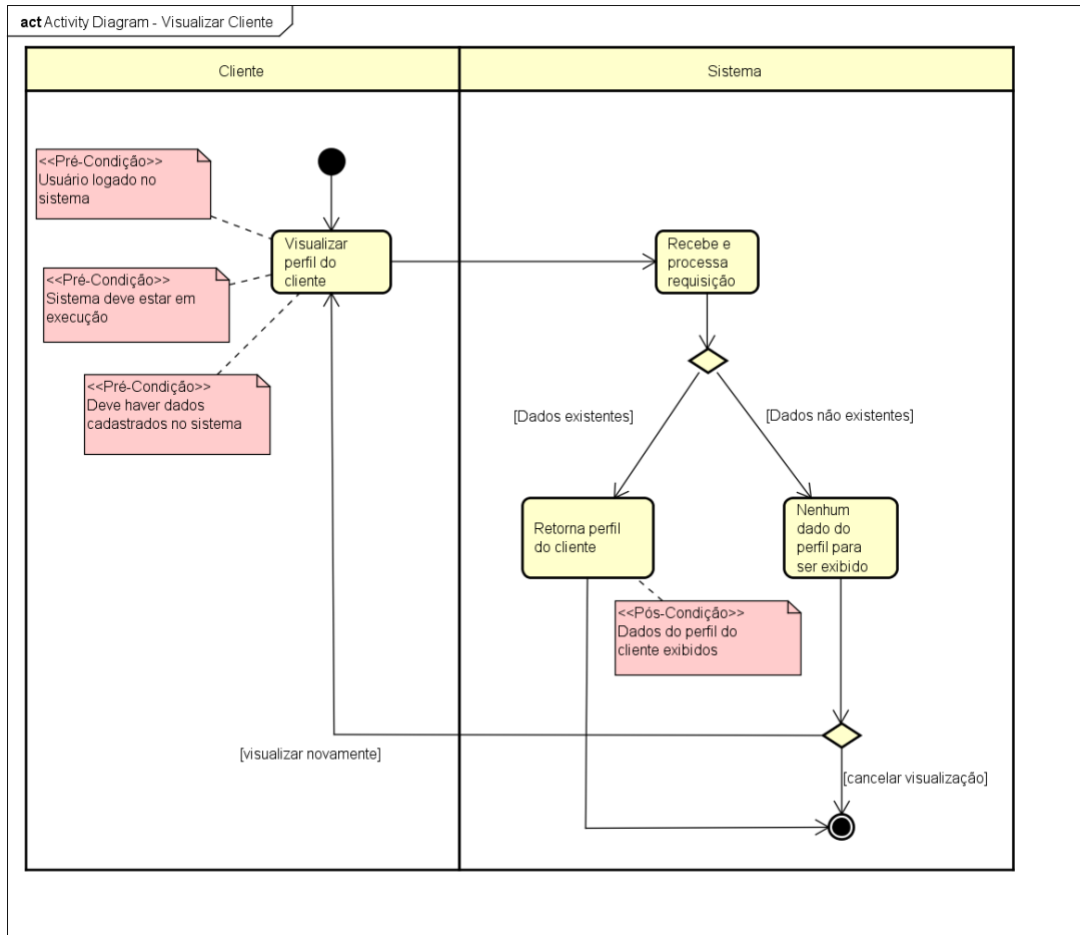 act Activity Diagram - Visualizar Cliente
Cliente
Sistema
<<Pré-Condição>>
Usuário logado no
sistema
Visualizar
perfil do
cliente
Recebe e
processa
requisição
<<Pré-Condição>>
Sistema deve estar em
execução
<<Pré-Condição>>
Deve haver dados
cadastrados no sistema
[Dados existentes]
[Dados não existentes]
Retorna perfil
do cliente
Nenhum
dado do
perfil para
ser exibido
<<Pós-Condição>>
Dados do perfil do
cliente exibidos
[visualizar novamente]
[cancelar visualização]